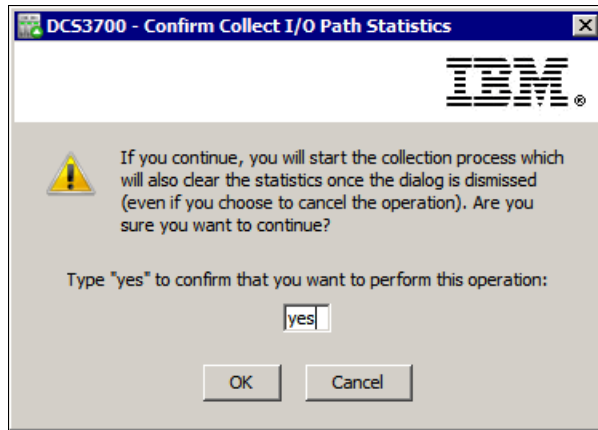 DCS3700 - Confirm Collect I/O Path Statistics
IBM®
If you continue, you will start the collection process which
will also clear the statistics once the dialog is dismissed
(even if you choose to cancel the operation). Are you
sure you want to continue?
Type "yes" to confirm that you want to perform this operation:
yes
OK Cancel